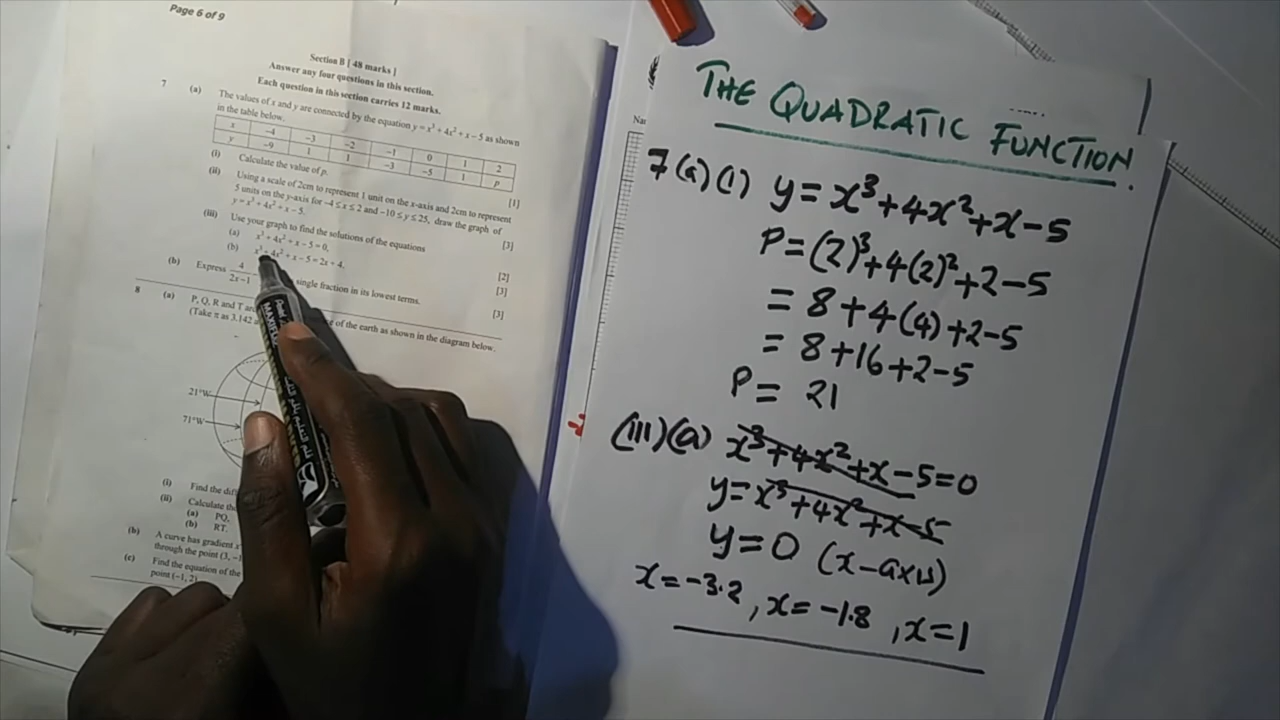 Page 6 of 9
Section B [ 48 marks ]
Answer any four questions in this section.
Each question in this section carries 12 marks.
7 (a) The values of x and y are connected by the equation y = x³ + 4x² + x − 5 as shown
in the table below.
x −4 −3 −2 −1 0 1 2
y −9 1 1 −3 −5 1 p
(i) Calculate the value of p. [1]
(ii) Using a scale of 2cm to represent 1 unit on the x-axis and 2cm to represent
5 units on the y-axis for −4 ≤ x ≤ 2 and −10 ≤ y ≤ 25, draw the graph of
y = x³ + 4x² + x − 5. [3]
(iii) Use your graph to find the solutions of the equations
(a) x³ + 4x² + x − 5 = 0, [2]
(b) x³ + 4x² + x − 5 = 2x + 4. [3]
(b) Express 4/2x−1 single fraction in its lowest terms. [3]
8 (a) P, Q, R and T are of the earth as shown in the diagram below.
(Take π as 3.142
21°W
71°W
(i) Find the
(ii) Calculate the
(a) PQ,
(b) RT.
(b) A curve has gradient
through the point (3,
(c) Find the equation of the
point (−1, 2)
THE QUADRATIC FUNCTION.
7(a)(i) y = x³+4x²+x−5
P = (2)³+4(2)²+2−5
= 8+4(4)+2−5
= 8+16+2−5
P = 21
(iii)(a) x³+4x²+x−5=0
y=x³+4x²+x−5
y=0 (x-axis)
x=−3.2, x=−1.8, x=1